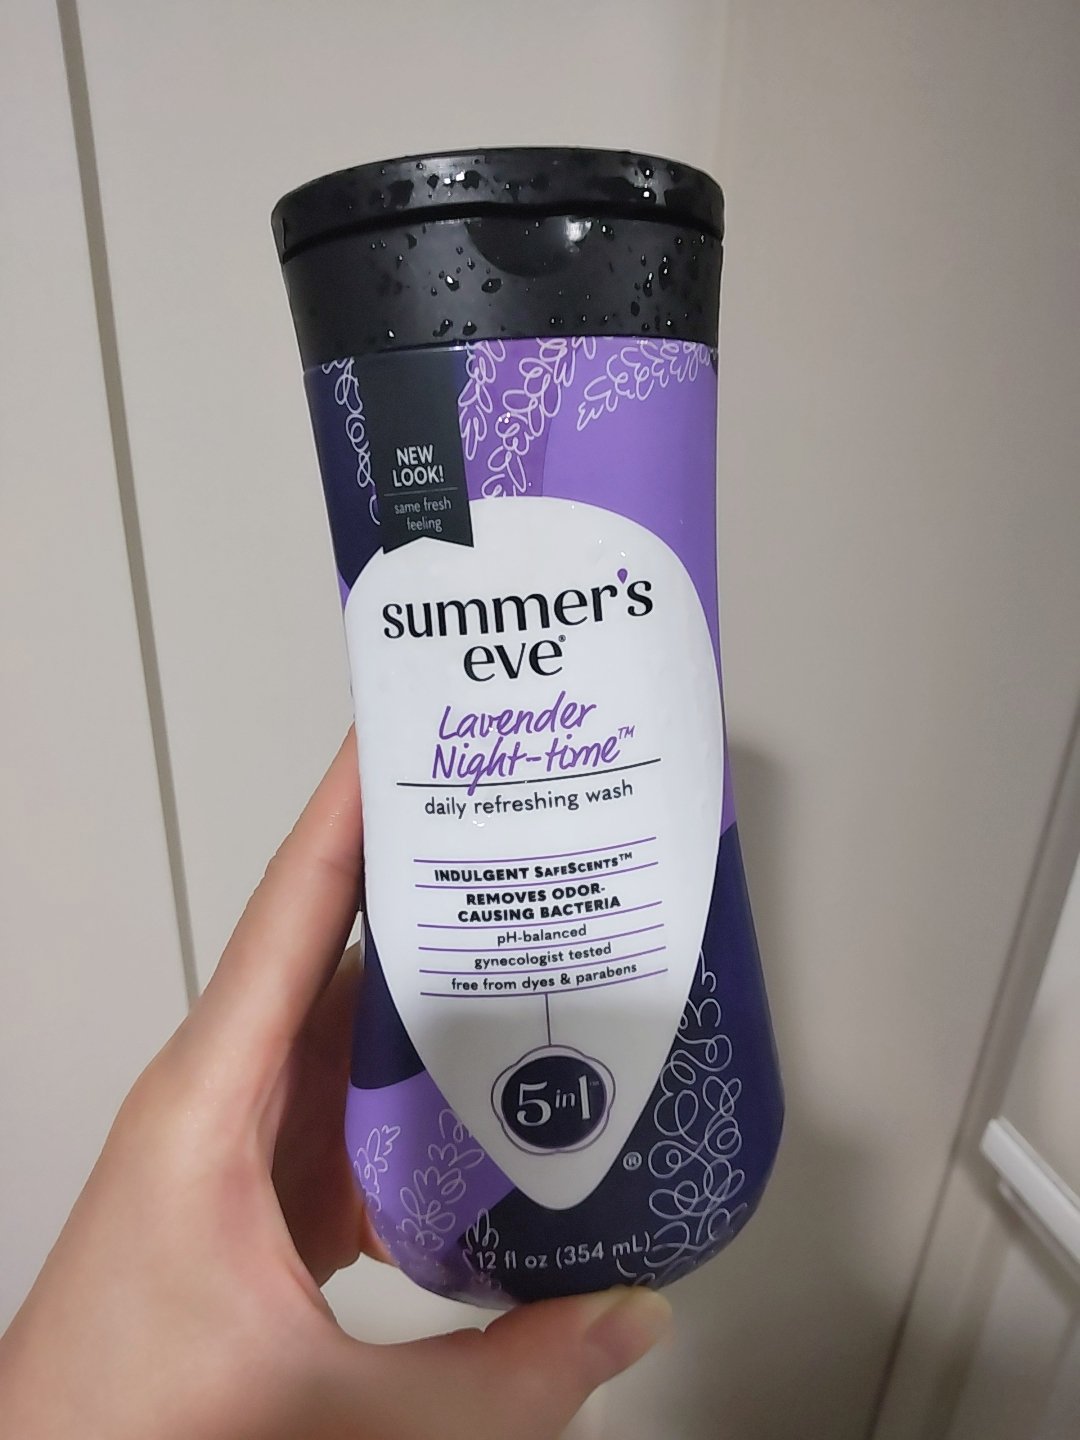 NEW
LOOK!
same fresh
feeling
summer's
eve®
Lavender
Night-time™
daily refreshing wash
INDULGENT SAFESCENTS™
REMOVES ODOR-
CAUSING BACTERIA
pH-balanced
gynecologist tested
free from dyes & parabens
5 in 1™
®
12 fl oz (354 mL)